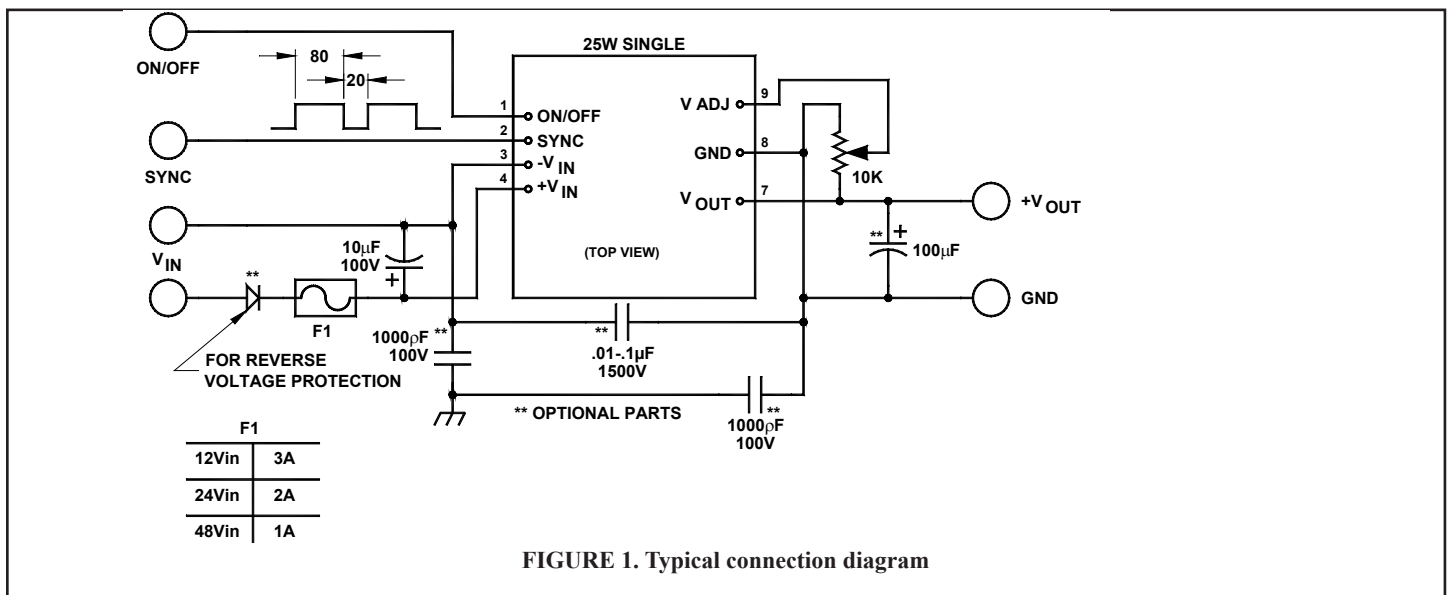 ON/OFF
80
20
SYNC
V IN
**
F1
FOR REVERSE
VOLTAGE PROTECTION
10μF
100V
+
25W SINGLE
1
ON/OFF
2
SYNC
3
-V IN
4
+V IN
V ADJ
9
GND
8
V OUT
7
(TOP VIEW)
10K
+V OUT
** +
100μF
GND
1000ρF **
100V
**
.01-.1µF
1500V
** OPTIONAL PARTS
**
1000ρF
100V
F1
12Vin 3A
24Vin 2A
48Vin 1A
FIGURE 1. Typical connection diagram